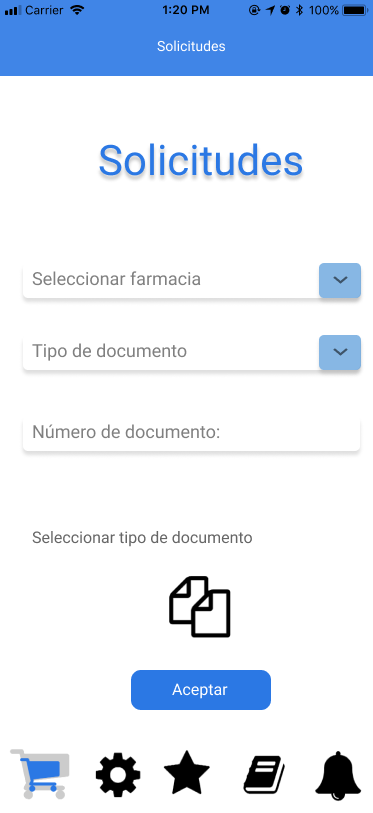 Carrier 1:20 PM 100%
Solicitudes
Solicitudes
Seleccionar farmacia
Tipo de documento
Número de documento:
Seleccionar tipo de documento
Aceptar